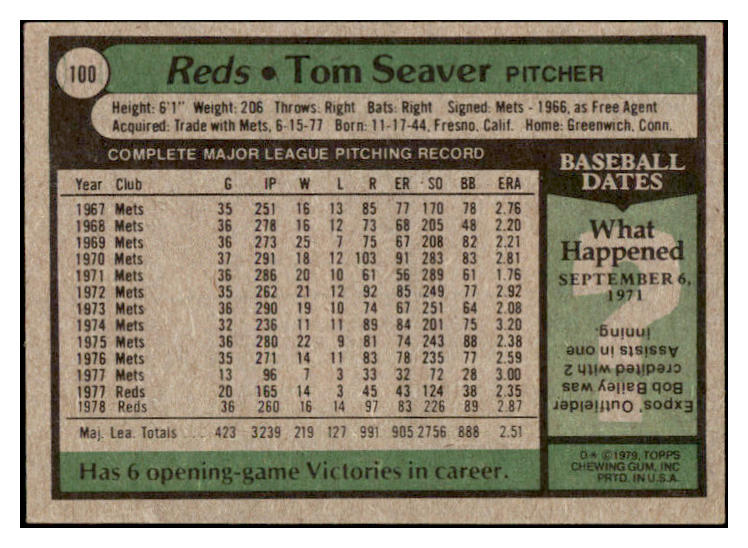 100
Reds • Tom Seaver PITCHER
Height: 6'1" Weight: 206 Throws: Right Bats: Right Signed: Mets - 1966, as Free Agent
Acquired: Trade with Mets, 6-15-77 Born: 11-17-44, Fresno, Calif. Home: Greenwich, Conn.
COMPLETE MAJOR LEAGUE PITCHING RECORD
Year Club G IP W L R ER SO BB ERA
1967 Mets 35 251 16 13 85 77 170 78 2.76
1968 Mets 36 278 16 12 73 68 205 48 2.20
1969 Mets 36 273 25 7 75 67 208 82 2.21
1970 Mets 37 291 18 12 103 91 283 83 2.81
1971 Mets 36 286 20 10 61 56 289 61 1.76
1972 Mets 35 262 21 12 92 85 249 77 2.92
1973 Mets 36 290 19 10 74 67 251 64 2.08
1974 Mets 32 236 11 11 89 84 201 75 3.20
1975 Mets 36 280 22 9 81 74 243 88 2.38
1976 Mets 35 271 14 11 83 78 235 77 2.59
1977 Mets 13 96 7 3 33 32 72 28 3.00
1977 Reds 20 165 14 3 45 43 124 38 2.35
1978 Reds 36 260 16 14 97 83 226 89 2.87
Maj. Lea. Totals 423 3239 219 127 991 905 2756 888 2.51
Has 6 opening-game Victories in career.
BASEBALL
DATES
What
Happened
SEPTEMBER 6,
1971
?
Expos' Outfielder
Bob Bailey was
credited with 2
Assists in one
inning.
D* ©1979, TOPPS
CHEWING GUM, INC
PRTD. IN U.S.A.